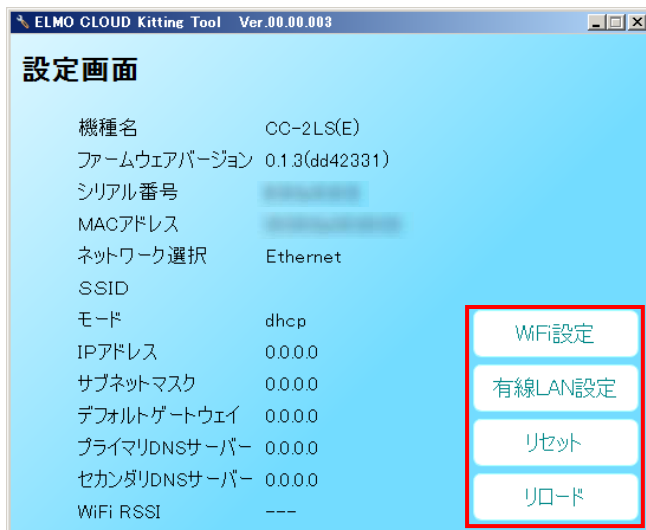 ELMO CLOUD Kitting Tool Ver.00.00.003
設定画面
機種名 CC-2LS(E)
ファームウェアバージョン 0.1.3(dd42331)
シリアル番号
MACアドレス
ネットワーク選択 Ethernet
SSID
モード dhcp
IPアドレス 0.0.0.0
サブネットマスク 0.0.0.0
デフォルトゲートウェイ 0.0.0.0
プライマリDNSサーバー 0.0.0.0
セカンダリDNSサーバー 0.0.0.0
WiFi RSSI ---
WiFi設定
有線LAN設定
リセット
リロード